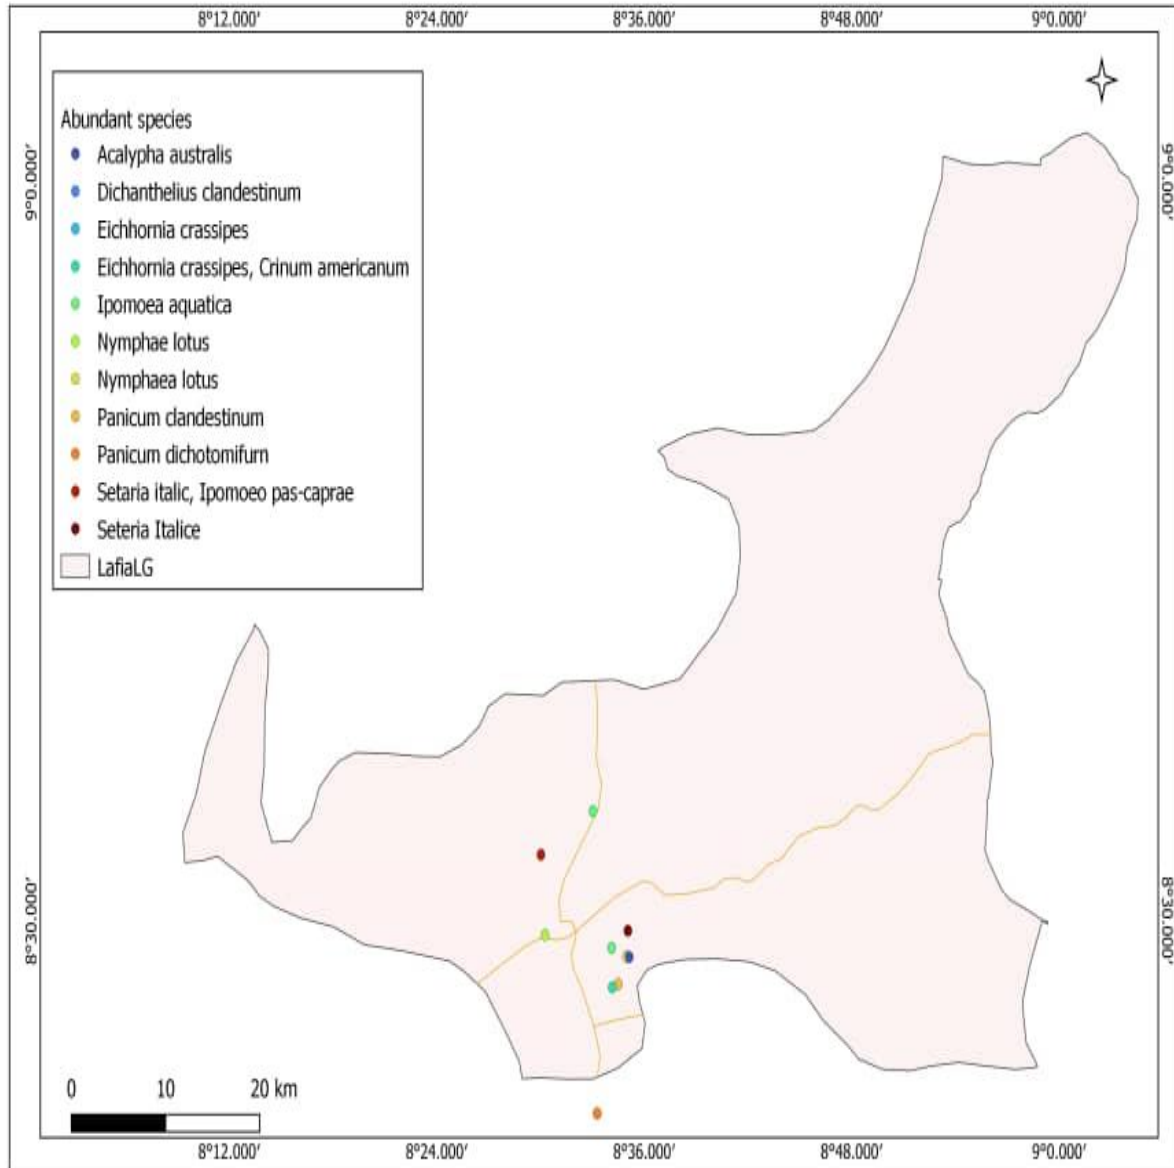 8°12.000′ 8°24.000′ 8°36.000′ 8°48.000′ 9°0.000′
9°0.000′ 9°0.000′
Abundant species
Acalypha australis
Dichanthelius clandestinum
Eichhornia crassipes
Eichhornia crassipes, Crinum americanum
Ipomoea aquatica
Nymphae lotus
Nymphaea lotus
Panicum clandestinum
Panicum dichotomifurn
Setaria italic, Ipomoeo pas-caprae
Seteria Italice
LafiaLG
8°30.000′ 8°30.000′
0 10 20 km
8°12.000′ 8°24.000′ 8°36.000′ 8°48.000′ 9°0.000′